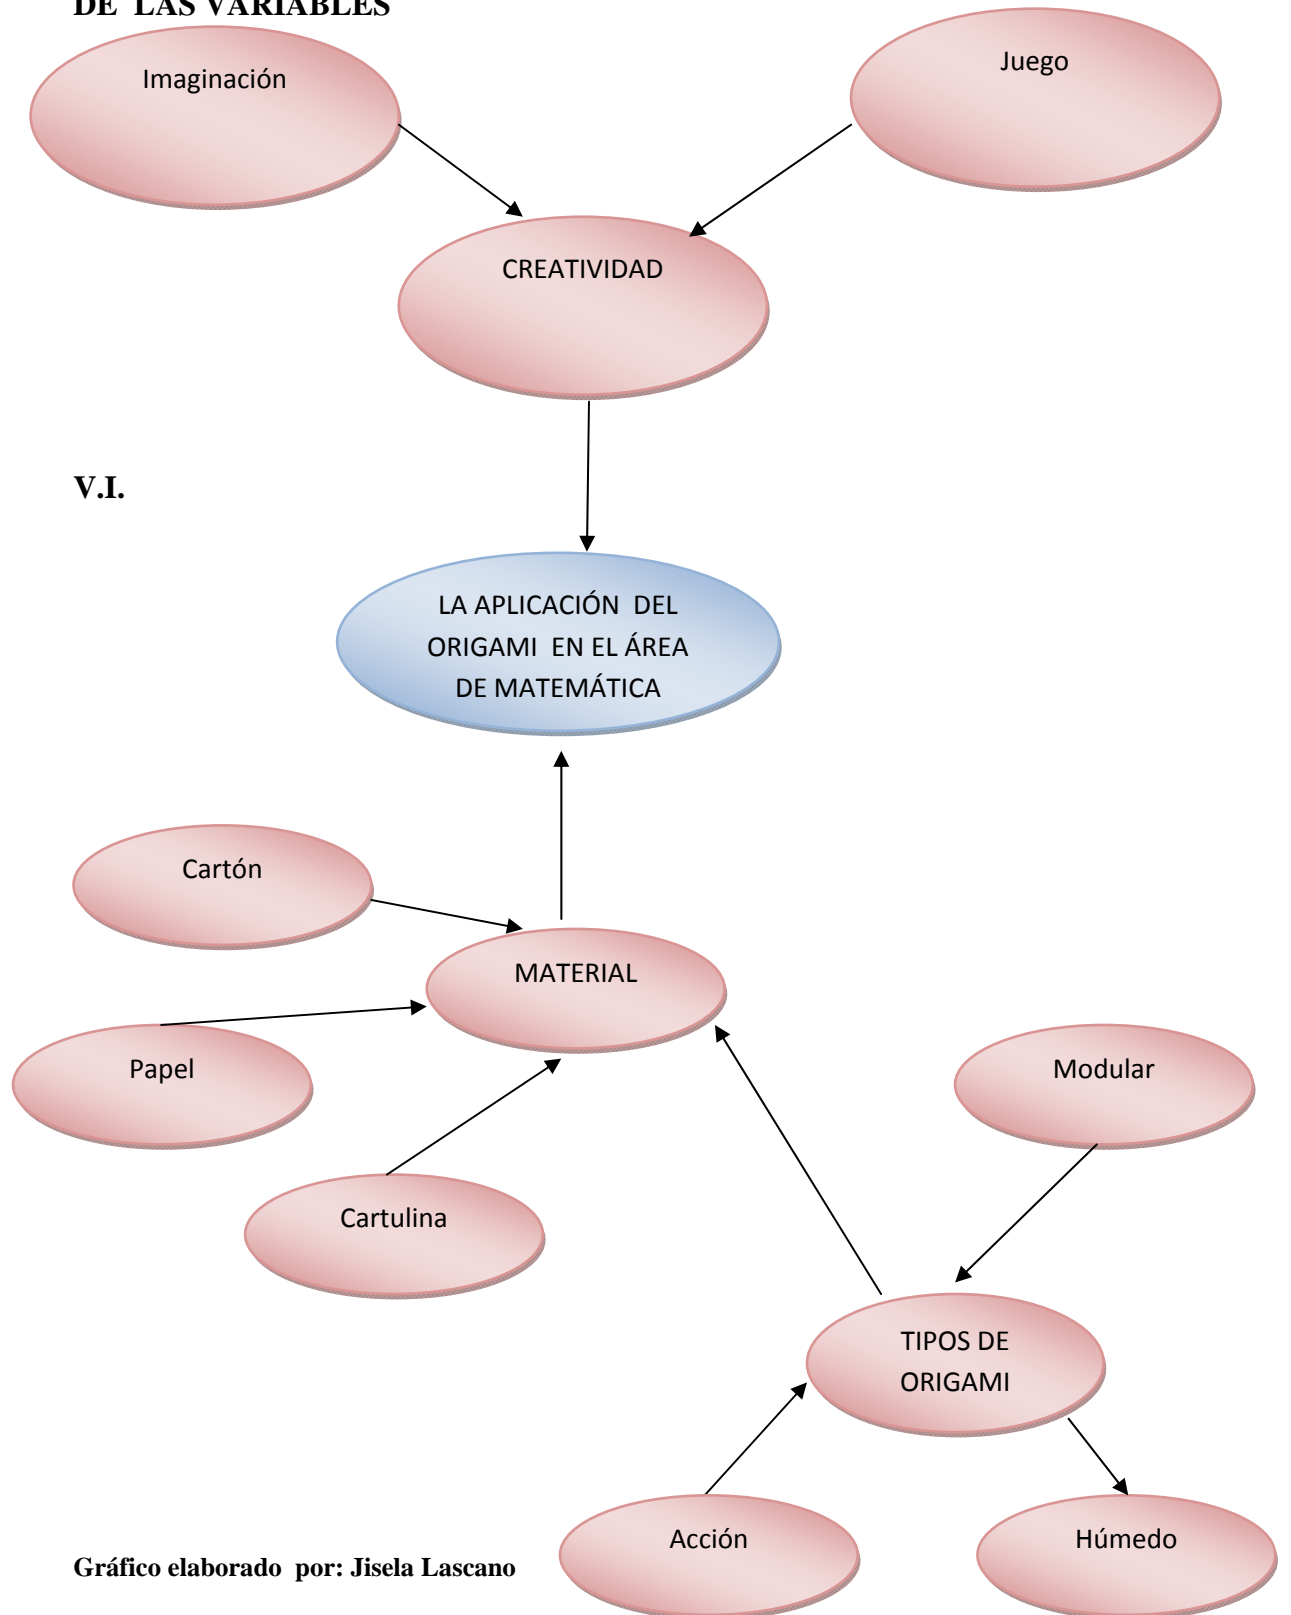 DE LAS VARIABLES
Imaginación
Juego
CREATIVIDAD
V.I.
LA APLICACIÓN DEL
ORIGAMI EN EL ÁREA
DE MATEMÁTICA
Cartón
MATERIAL
Papel
Modular
Cartulina
TIPOS DE
ORIGAMI
Acción
Húmedo
Gráfico elaborado por: Jisela Lascano